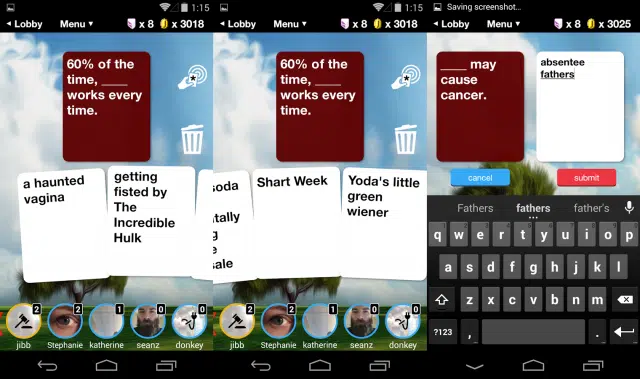 1:15
◂ Lobby Menu ▾ x 8 x 3018
60% of the
time, ____
works every
time.
a haunted
vagina
getting
fisted by
The
Incredible
Hulk
2 2 1 0 0
jibb Stephanie katherine seanz donkey
1:15
◂ Lobby Menu ▾ x 8 x 3018
60% of the
time, ____
works every
time.
soda
tally
g
e
sale
Shart Week
Yoda's little
green
wiener
2 2 1 0 0
jibb Stephanie katherine seanz donkey
Saving screenshot...
◂ Lobby Menu ▾ x 8 x 3025
____ may
cause
cancer.
absentee
fathers
cancel submit
Fathers fathers father's
q w e r t y u i o p
a s d f g h j k l
z x c v b n m
?123 , .